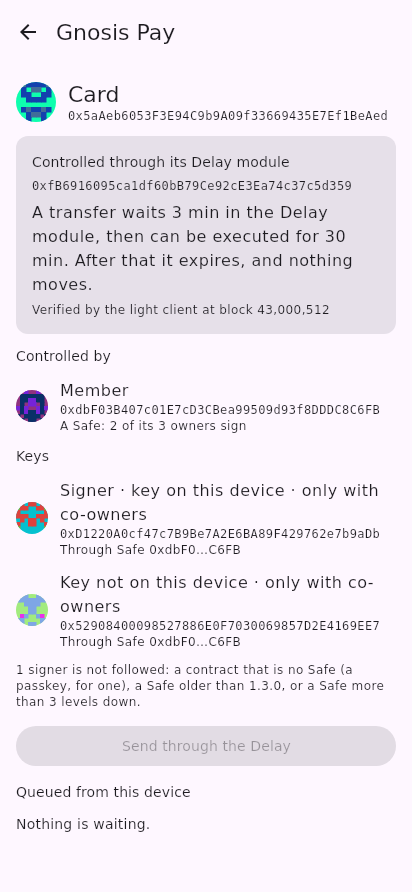 Gnosis Pay
Card
0x5aAeb6053F3E94C9b9A09f33669435E7Ef1BeAed
Controlled through its Delay module
0xfB6916095ca1df60bB79Ce92cE3Ea74c37c5d359
A transfer waits 3 min in the Delay
module, then can be executed for 30
min. After that it expires, and nothing
moves.
Verified by the light client at block 43,000,512
Controlled by
Member
0xdbF03B407c01E7cD3CBea99509d93f8DDDC8C6FB
A Safe: 2 of its 3 owners sign
Keys
Signer · key on this device · only with
co-owners
0xD1220A0cf47c7B9Be7A2E6BA89F429762e7b9aDb
Through Safe 0xdbF0…C6FB
Key not on this device · only with co-
owners
0x52908400098527886E0F7030069857D2E4169EE7
Through Safe 0xdbF0…C6FB
1 signer is not followed: a contract that is no Safe (a
passkey, for one), a Safe older than 1.3.0, or a Safe more
than 3 levels down.
Send through the Delay
Queued from this device
Nothing is waiting.